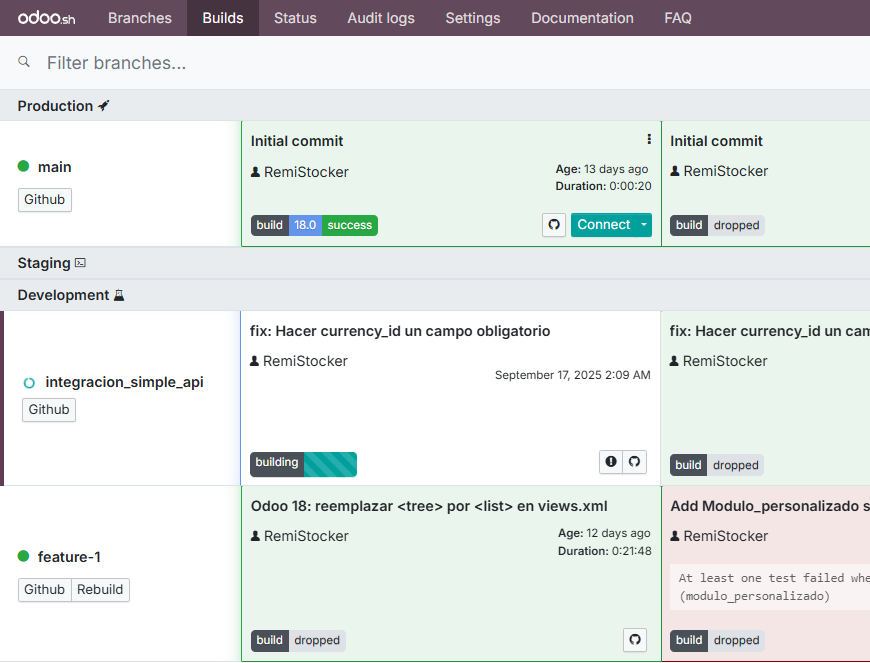 odoo.sh Branches Builds Status Audit logs Settings Documentation FAQ
Filter branches...
Production
main
Github
Initial commit
RemiStocker
Age: 13 days ago
Duration: 0:00:20
build 18.0 success
Connect
Initial commit
RemiStocker
build dropped
Staging
Development
integracion_simple_api
Github
fix: Hacer currency_id un campo obligatorio
RemiStocker
September 17, 2025 2:09 AM
building
fix: Hacer currency_id un cam
RemiStocker
build dropped
feature-1
Github Rebuild
Odoo 18: reemplazar <tree> por <list> en views.xml
RemiStocker
Age: 12 days ago
Duration: 0:21:48
build dropped
Add Modulo_personalizado s
RemiStocker
At least one test failed whe
(modulo_personalizado)
build dropped